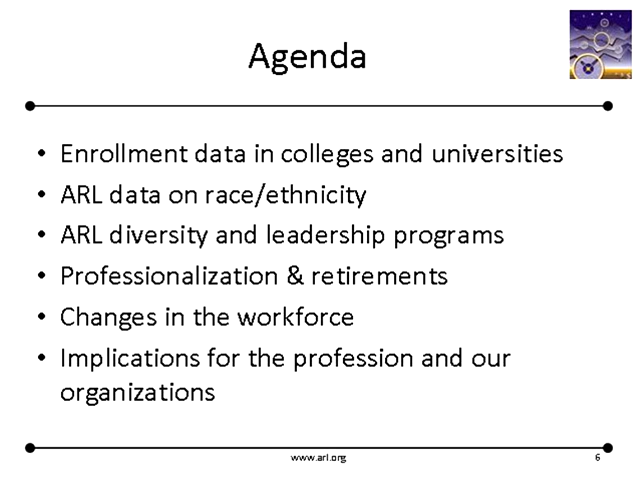 Agenda
• Enrollment data in colleges and universities
• ARL data on race/ethnicity
• ARL diversity and leadership programs
• Professionalization & retirements
• Changes in the workforce
• Implications for the profession and our
organizations
www.arl.org
6